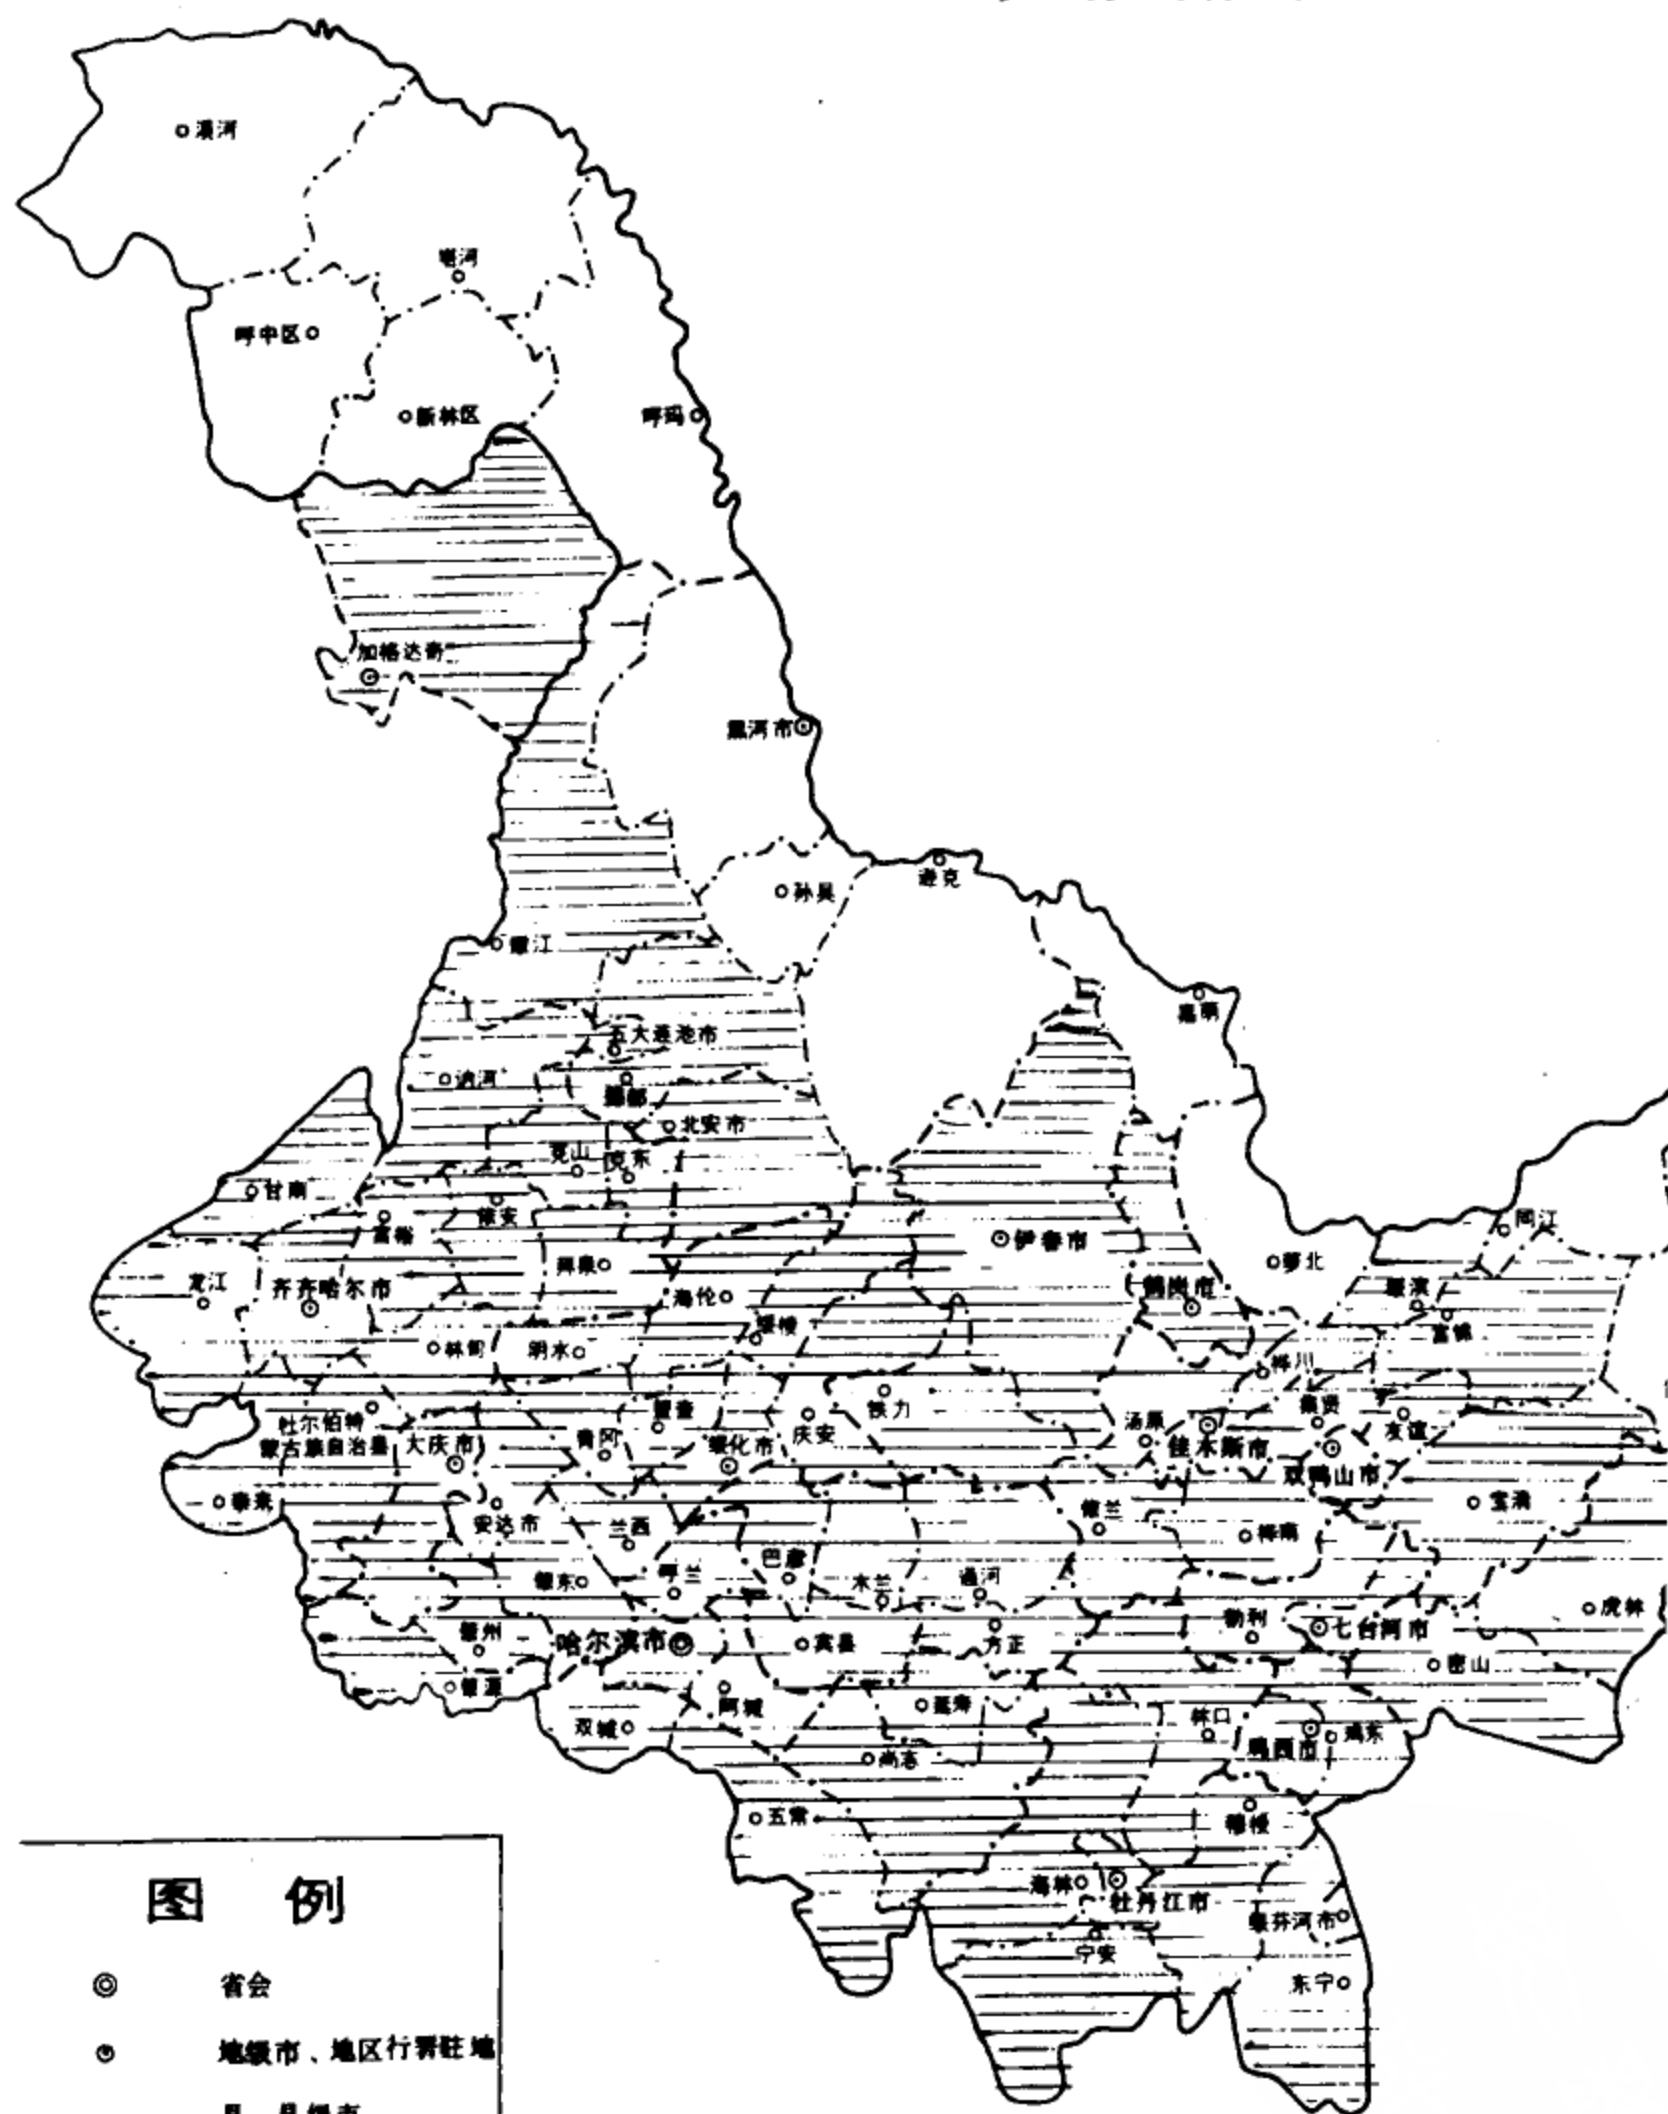 漠河
塔河
呼中区
新林区
呼玛
加格达奇
黑河市
孙吴
逊克
嫩江
嘉荫
五大连池市
讷河
德都
北安市
克山
克东
甘南
依安
富裕
同江
伊春市
拜泉
萝北
龙江
齐齐哈尔市
鹤岗市
绥滨
海伦
绥棱
富锦
林甸
明水
桦川
杜尔伯特
蒙古族自治县
大庆市
望奎
铁力
集贤
青冈
绥化市
庆安
汤原
佳木斯市
友谊
双鸭山市
泰来
宝清
安达市
兰西
依兰
桦南
巴彦
肇东
呼兰
木兰
通河
虎林
肇州
哈尔滨市
宾县
方正
勃利
七台河市
密山
肇源
阿城
延寿
双城
林口
鸡西市
鸡东
尚志
五常
穆棱
海林
牡丹江市
绥芬河市
宁安
东宁
图 例
省会
地级市、地区行署驻地
县、县级市